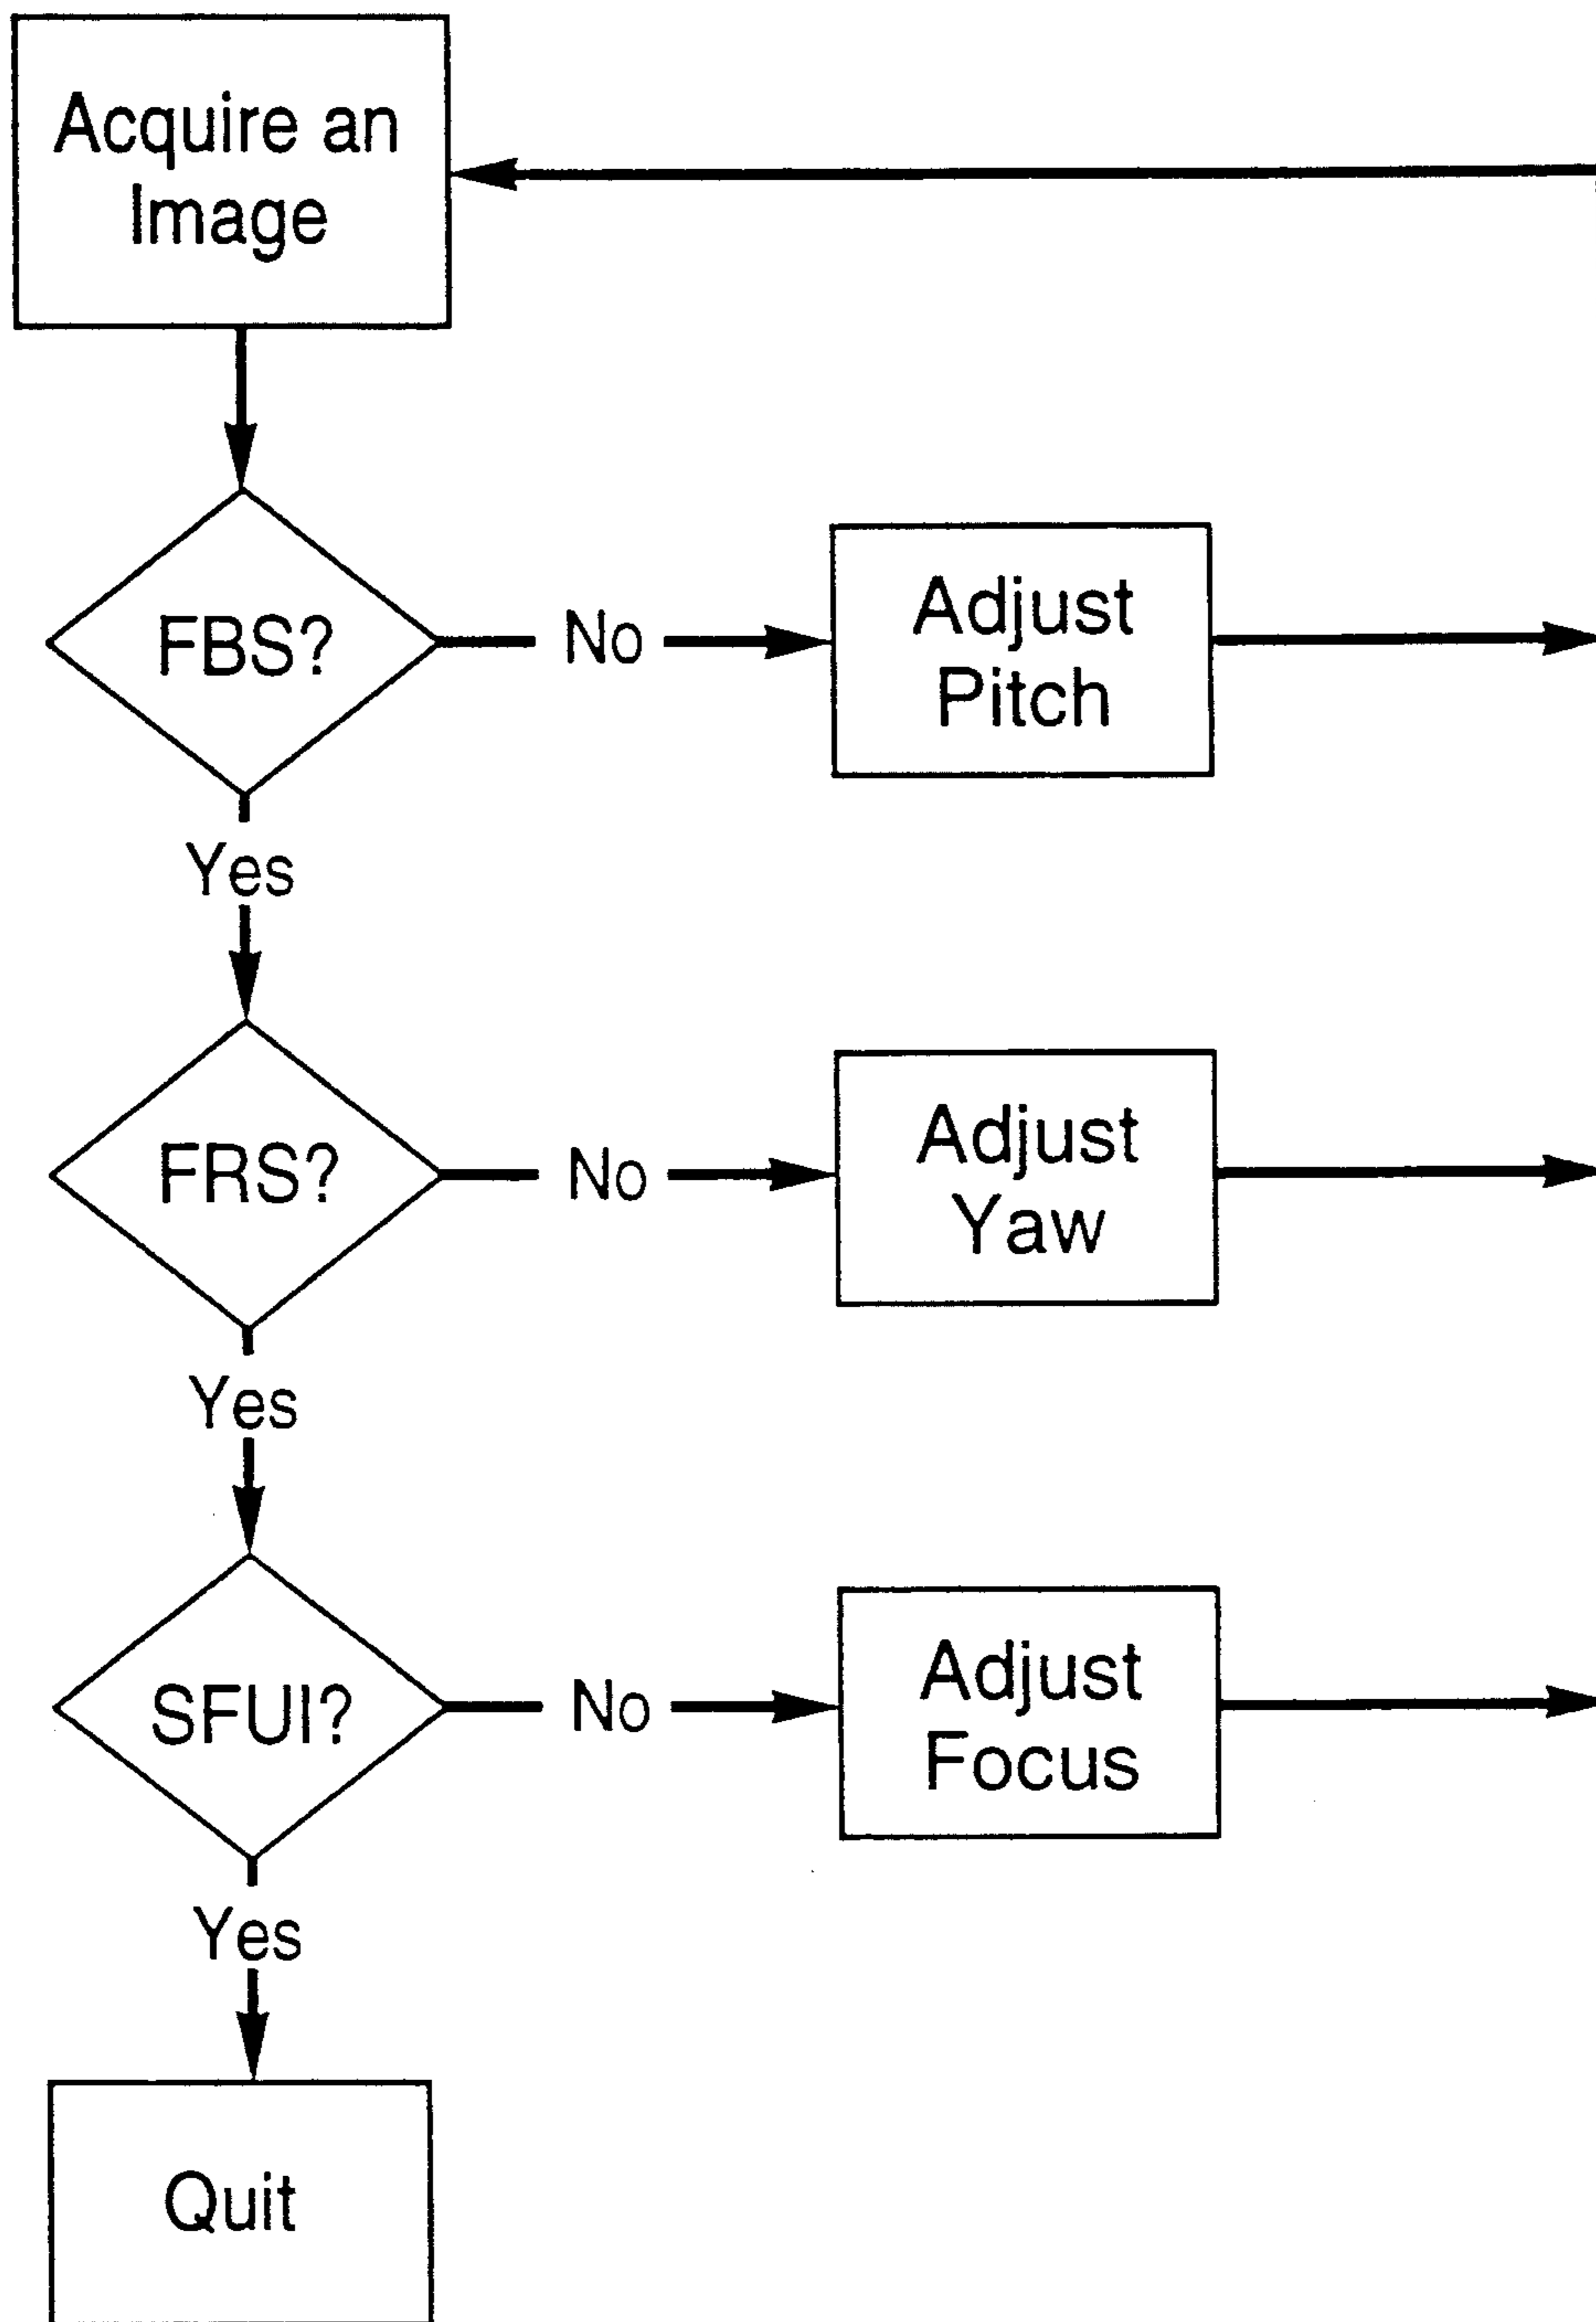 Acquire an
Image
FBS?
No
Adjust
Pitch
Yes
FRS?
No
Adjust
Yaw
Yes
SFUI?
No
Adjust
Focus
Yes
Quit